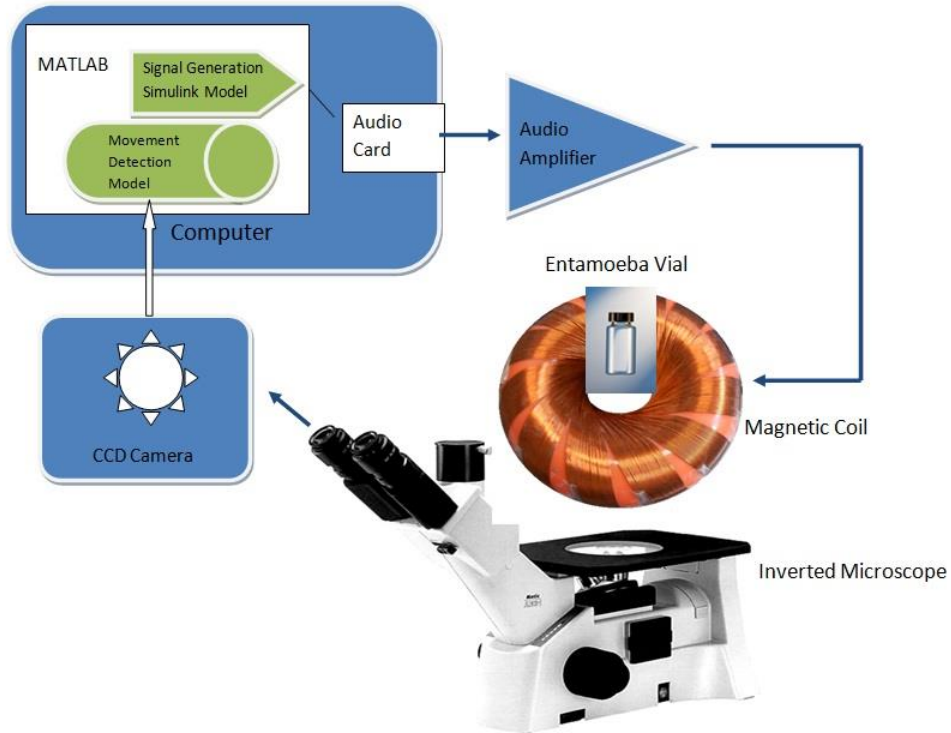 MATLAB
Signal Generation
Simulink Model
Movement
Detection
Model
Computer
Audio
Card
Audio
Amplifier
Entamoeba Vial
Magnetic Coil
CCD Camera
Inverted Microscope